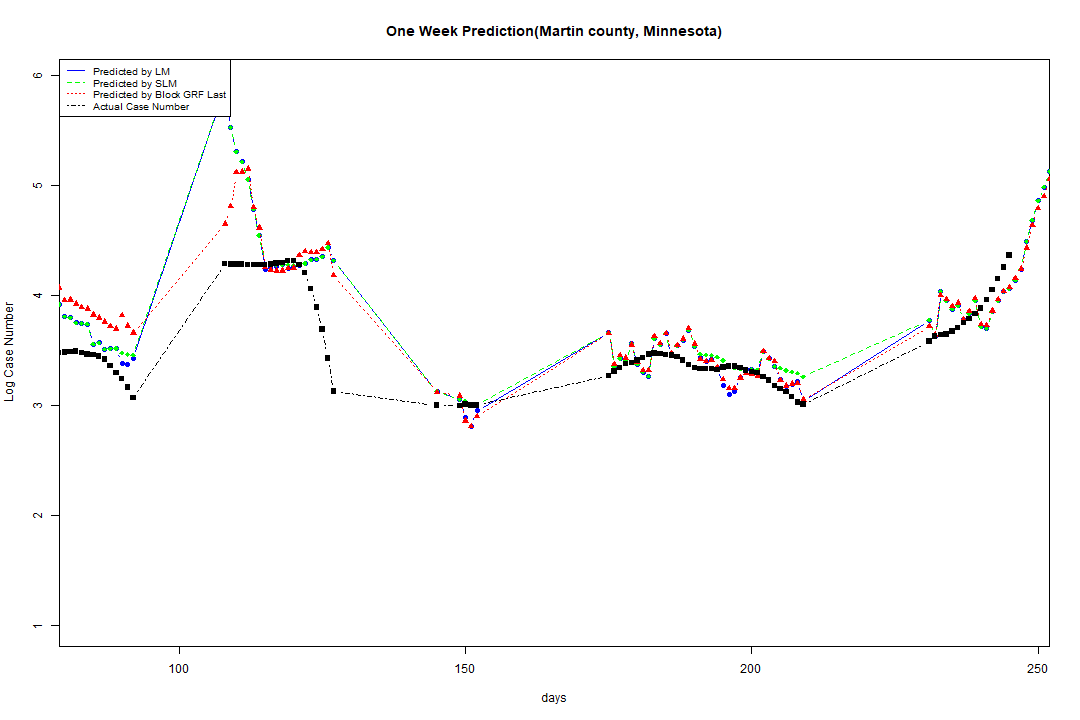 One Week Prediction(Martin county, Minnesota)
Predicted by LM
Predicted by SLM
Predicted by Block GRF Last
Actual Case Number
6
5
4
3
2
1
Log Case Number
100 150 200 250
days